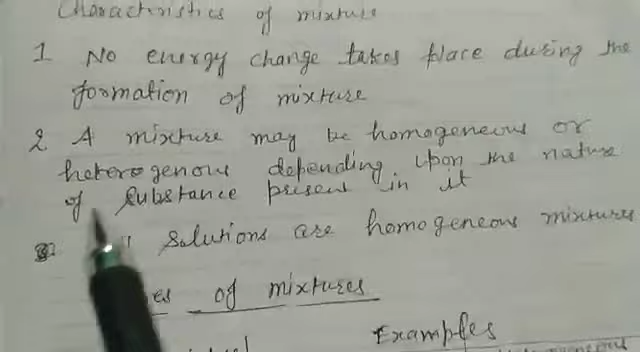 Characteristics of mixture
1 No energy change takes place during the
formation of mixture
2 A mixture may be homogeneous or
heterogenous depending upon the nature
of substance present in it
solutions are homogeneous mixtures
of mixtures
Examples